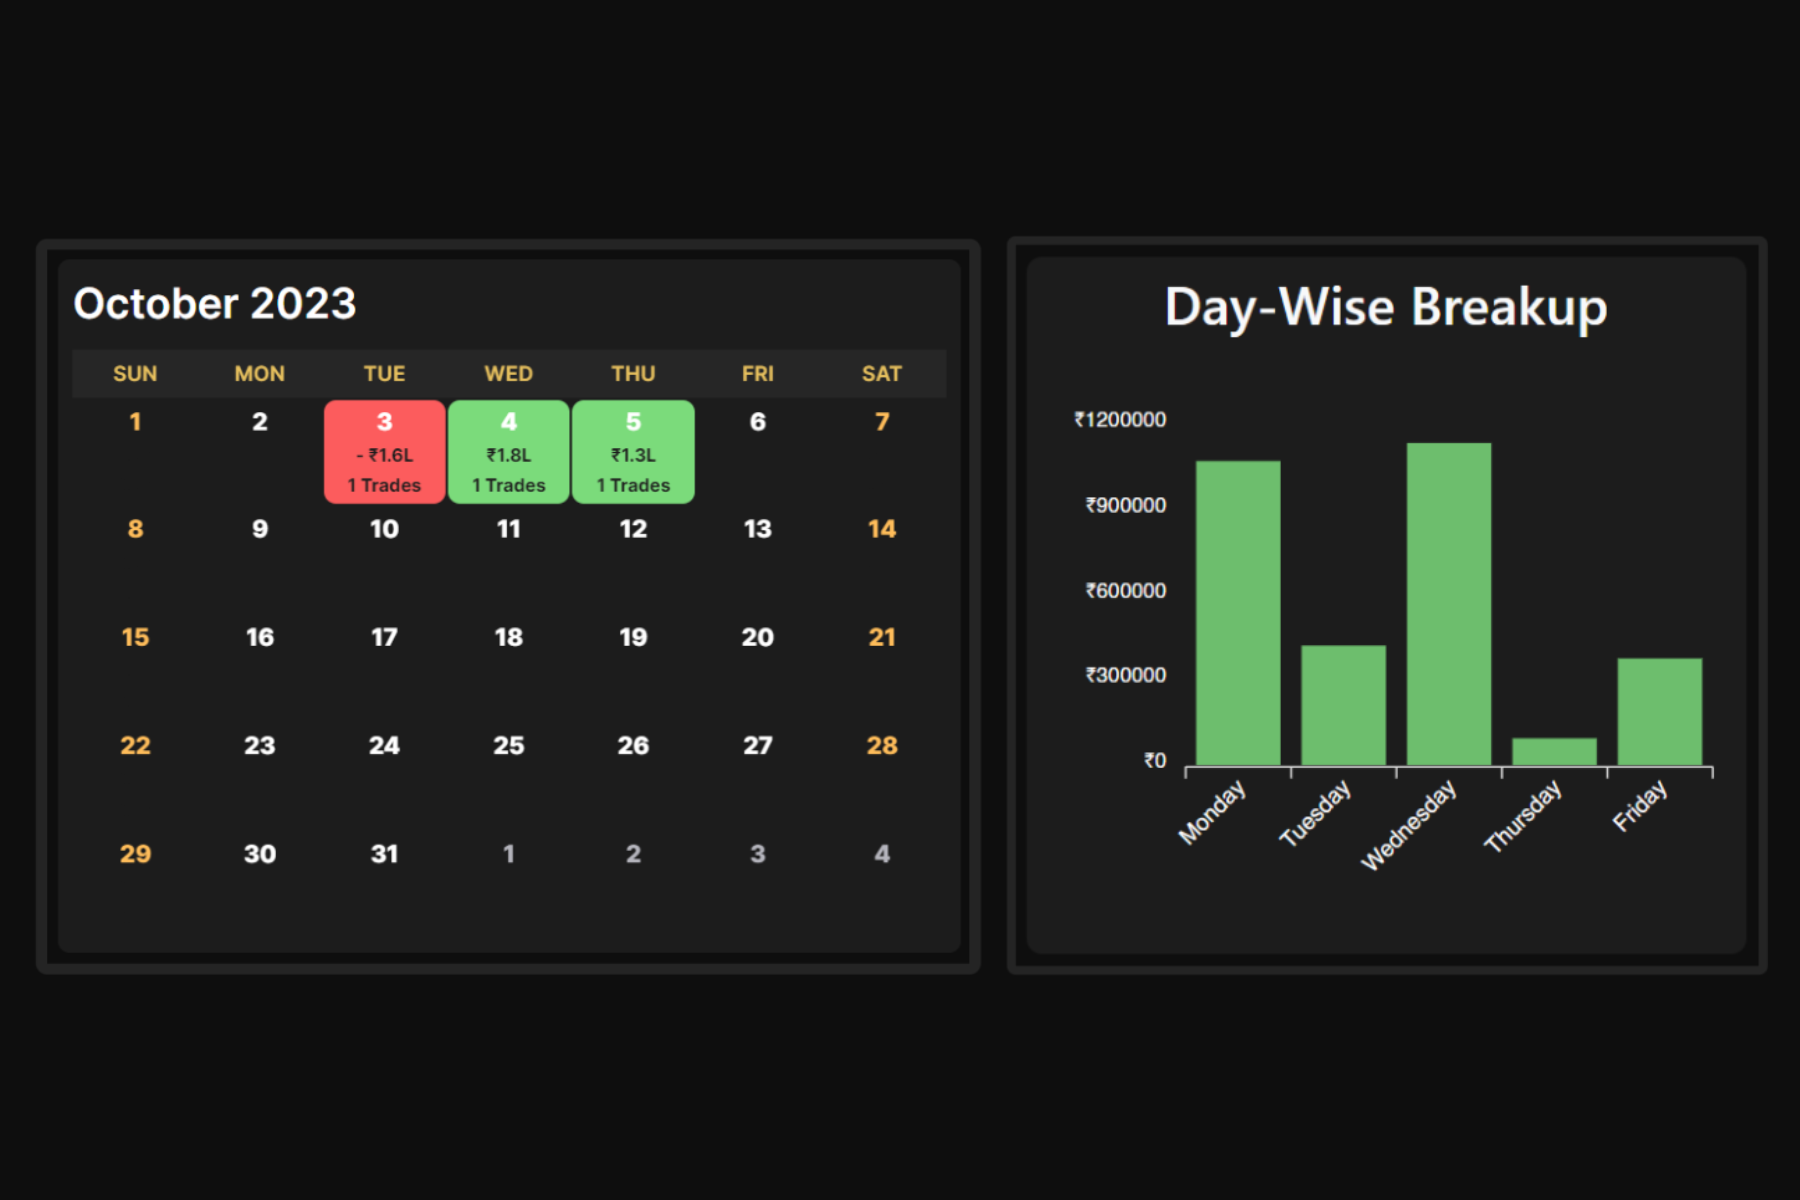 October 2023
SUN MON TUE WED THU FRI SAT
1 2 3 4 5 6 7
- ₹1.6L ₹1.8L ₹1.3L
1 Trades 1 Trades 1 Trades
8 9 10 11 12 13 14
15 16 17 18 19 20 21
22 23 24 25 26 27 28
29 30 31 1 2 3 4
Day-Wise Breakup
₹1200000
₹900000
₹600000
₹300000
₹0
Monday
Tuesday
Wednesday
Thursday
Friday